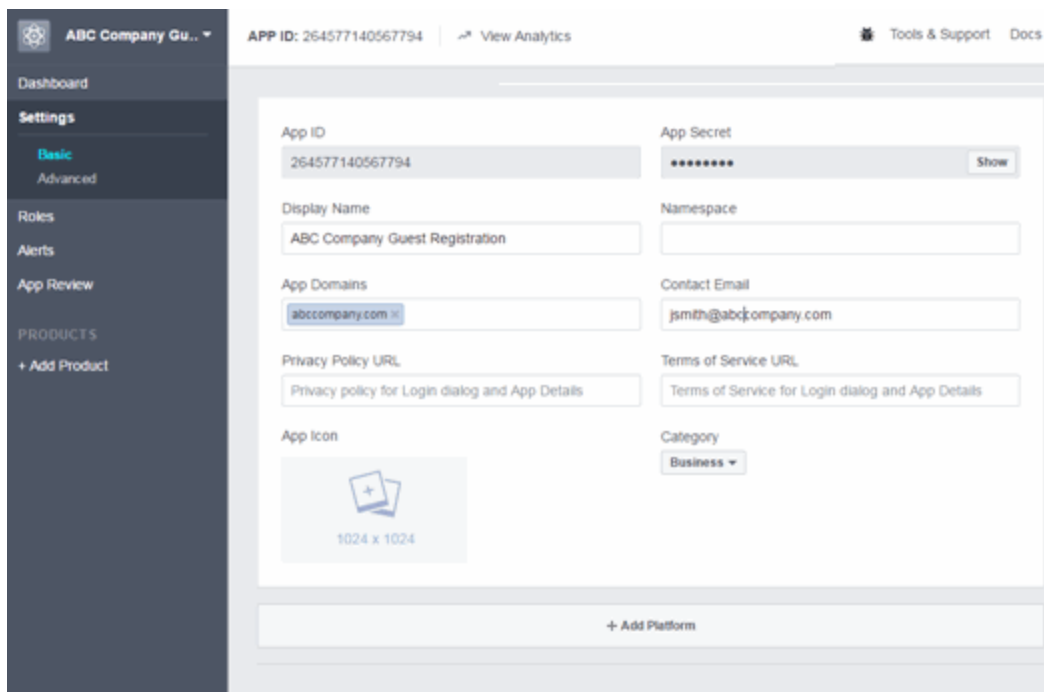 ABC Company Gu..
APP ID: 264577140567794
View Analytics
Tools & Support
Docs
Dashboard
Settings
Basic
Advanced
Roles
Alerts
App Review
PRODUCTS
+ Add Product
App ID
App Secret
264577140567794
••••••••
Show
Display Name
Namespace
ABC Company Guest Registration
App Domains
Contact Email
abccompany.com ×
jsmith@abccompany.com
Privacy Policy URL
Terms of Service URL
Privacy policy for Login dialog and App Details
Terms of Service for Login dialog and App Details
App Icon
Category
Business
1024 x 1024
+ Add Platform